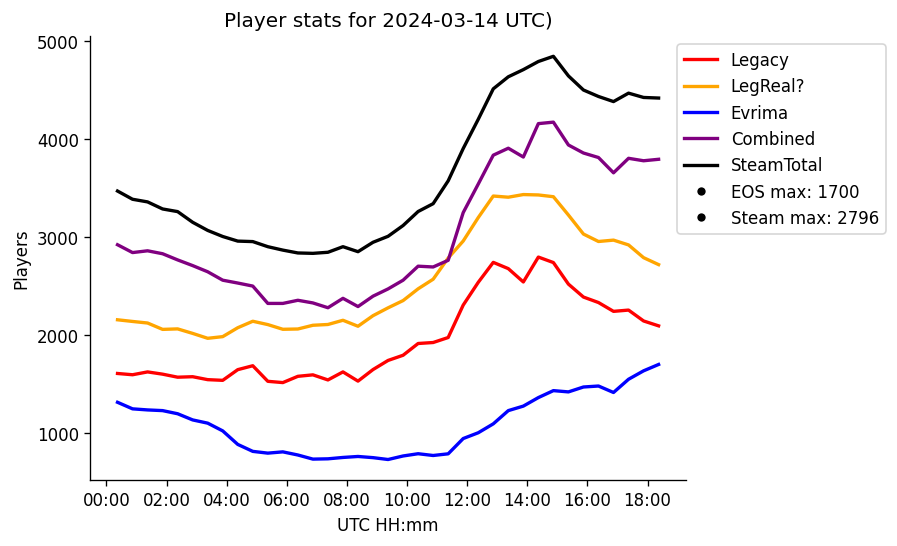 Player stats for 2024-03-14 UTC)
5000
4000
3000
2000
1000
Players
00:00 02:00 04:00 06:00 08:00 10:00 12:00 14:00 16:00 18:00
UTC HH:mm
Legacy
LegReal?
Evrima
Combined
SteamTotal
EOS max: 1700
Steam max: 2796